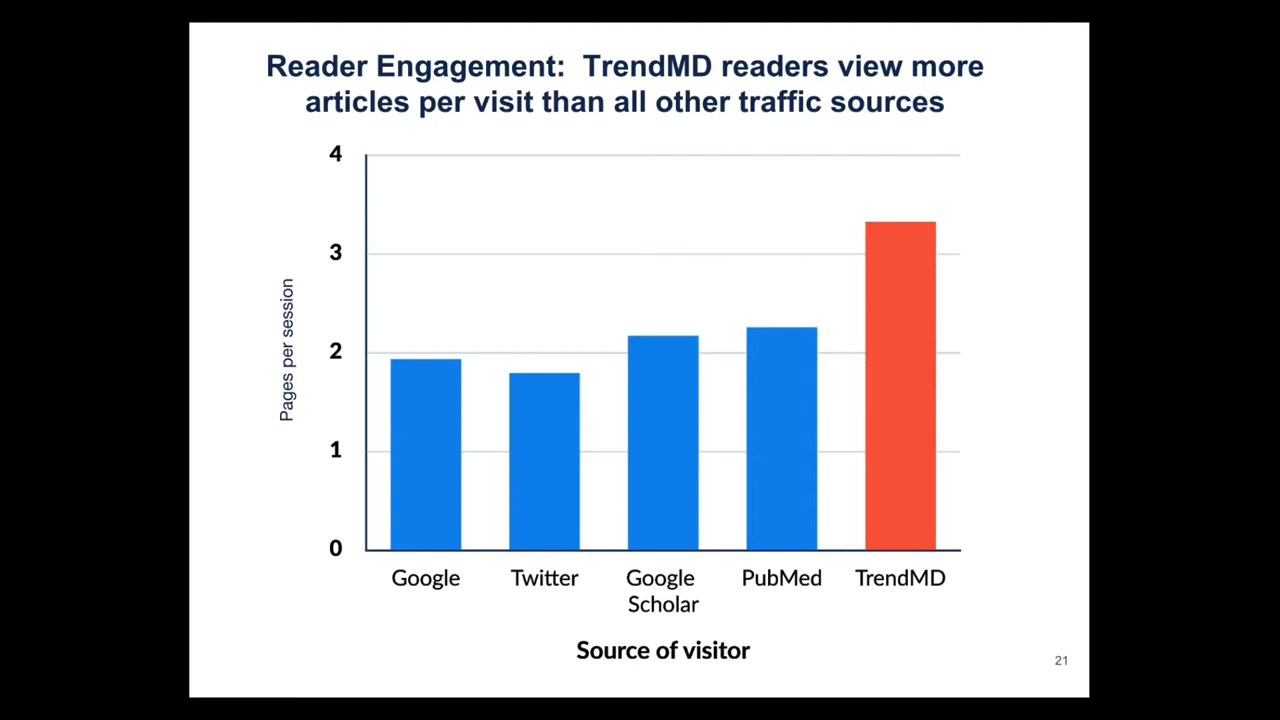 Reader Engagement:  TrendMD readers view more
articles per visit than all other traffic sources
4
3
2
1
0
Pages per session
Google
Twitter
Google
Scholar
PubMed
TrendMD
Source of visitor
21